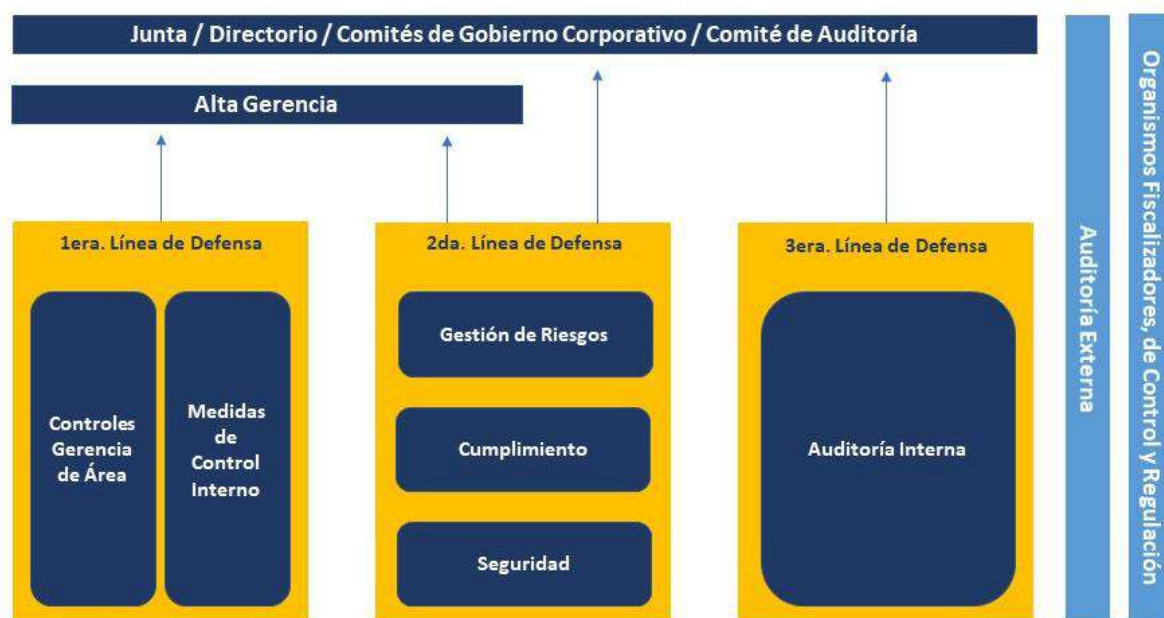 Junta / Directorio / Comités de Gobierno Corporativo / Comité de Auditoría
Alta Gerencia
1era. Línea de Defensa
Controles
Gerencia
de Área
Medidas
de
Control
Interno
2da. Línea de Defensa
Gestión de Riesgos
Cumplimiento
Seguridad
3era. Línea de Defensa
Auditoría Interna
Auditoría Externa
Organismos Fiscalizadores, de Control y Regulación